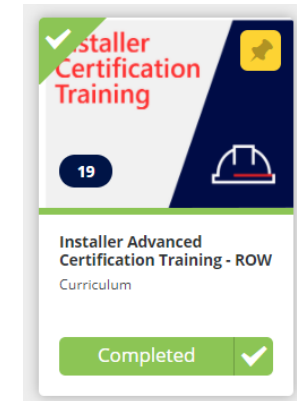 Installer
Certification
Training
19
Installer Advanced
Certification Training - ROW
Curriculum
Completed